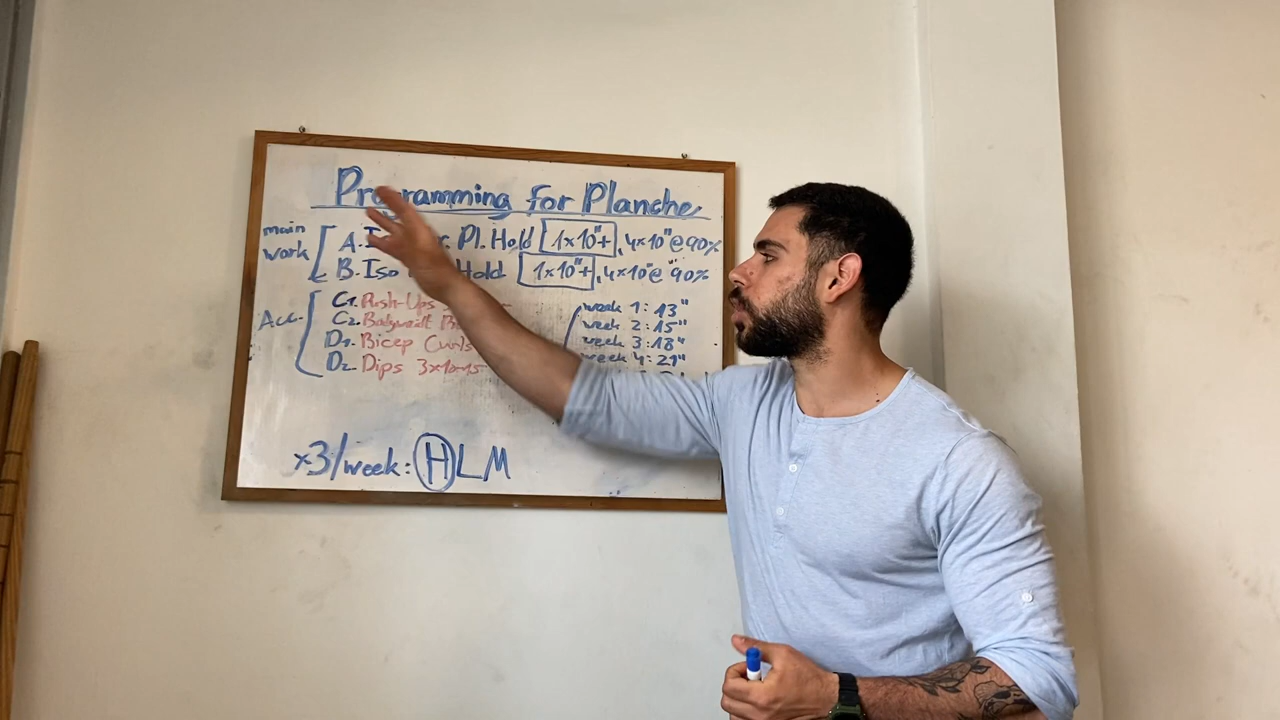 Programming for Planche
main work
A. Pl. Hold 1x10"+, 4x10"@90%
B. Iso Hold 1x10"+, 4x10"@ 90%
Acc.
C1. Push-Ups
C2.
D1. Bicep Curls
D2. Dips 3x10-15
week 1: 13"
week 2: 15"
week 3: 18"
week 4: 21"
x3/week: H L M